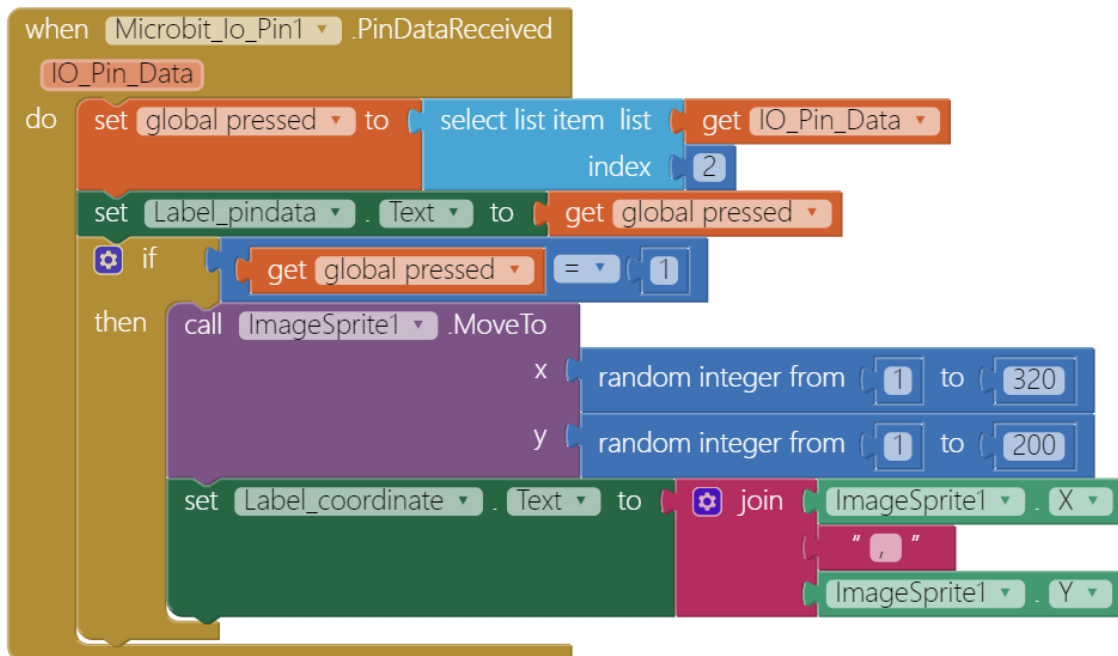 when Microbit_Io_Pin1 .PinDataReceived
IO_Pin_Data
do set global pressed to select list item list get IO_Pin_Data
index 2
set Label_pindata . Text to get global pressed
if get global pressed = 1
then call ImageSprite1 .MoveTo
x random integer from 1 to 320
y random integer from 1 to 200
set Label_coordinate . Text to join ImageSprite1 . X
" , "
ImageSprite1 . Y